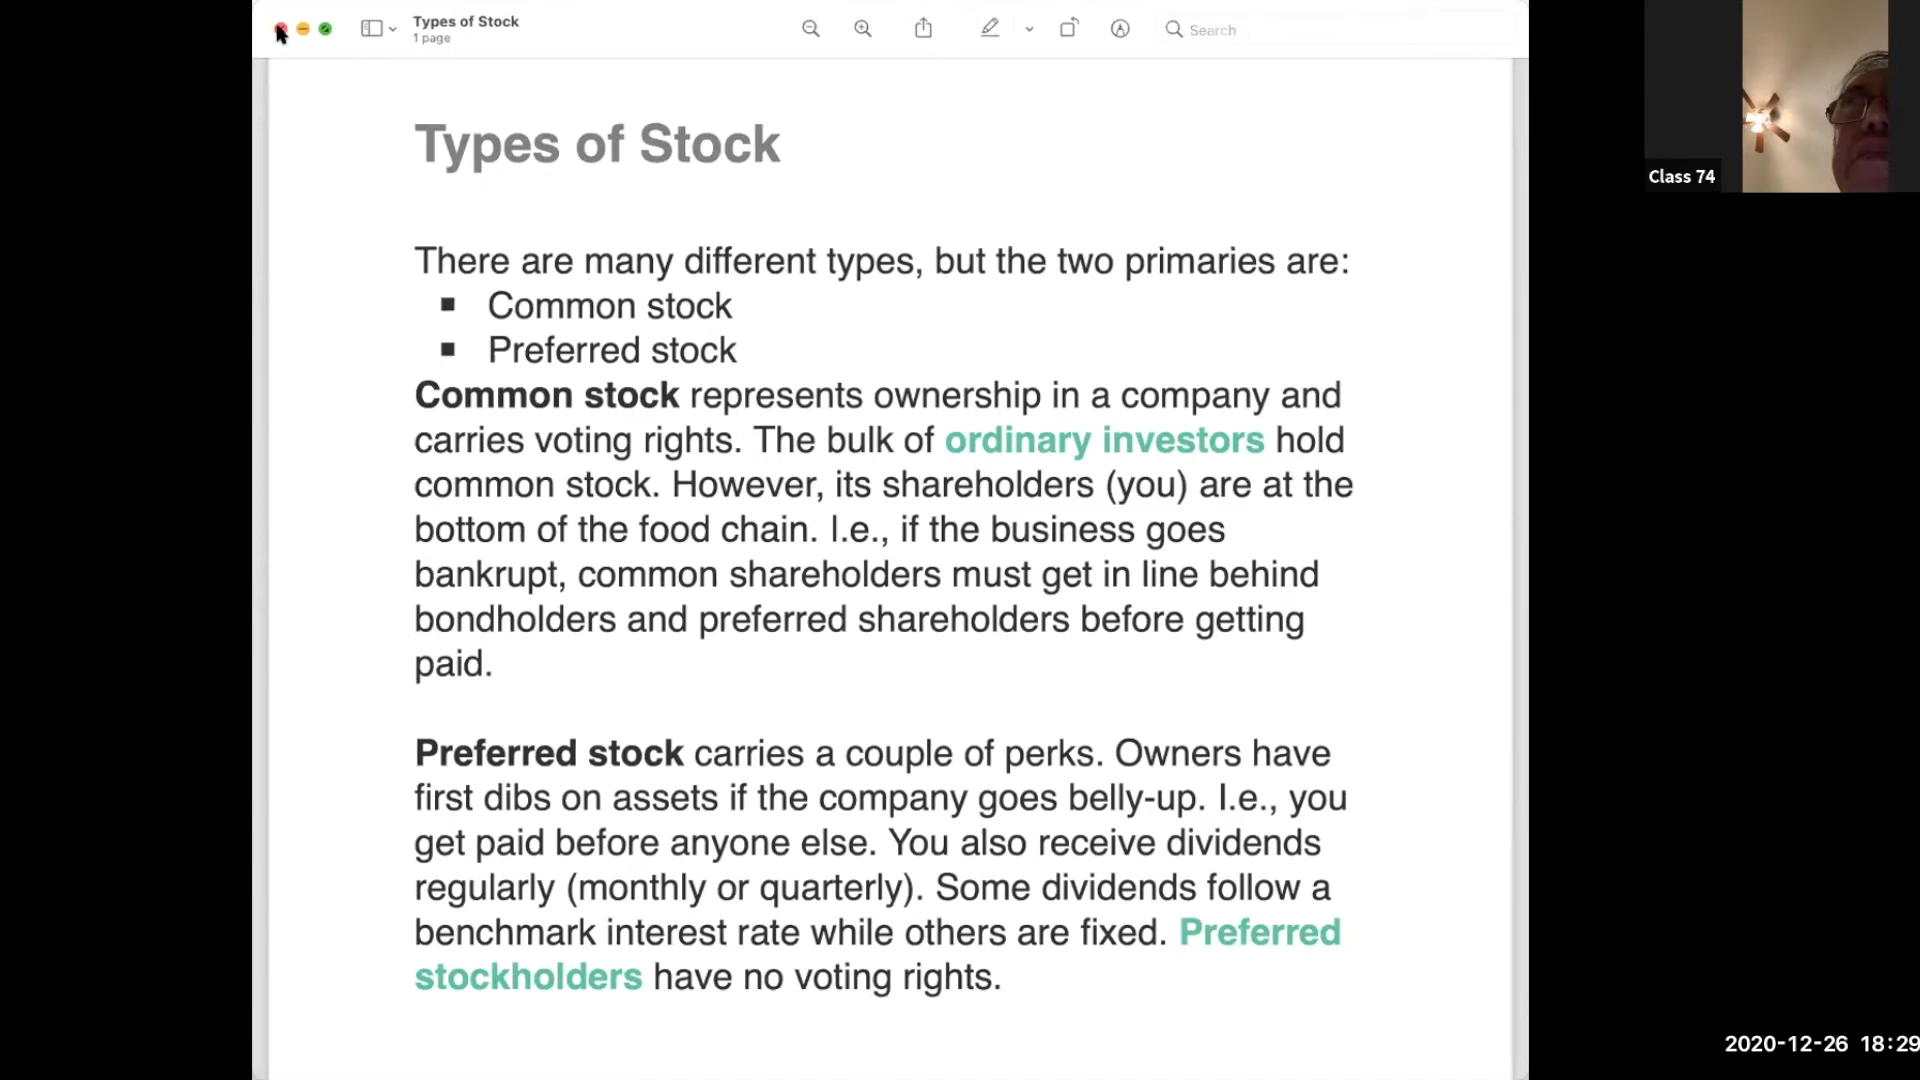 Types of Stock
1 page
Search
Types of Stock
There are many different types, but the two primaries are:
▪ Common stock
▪ Preferred stock
Common stock represents ownership in a company and
carries voting rights. The bulk of ordinary investors hold
common stock. However, its shareholders (you) are at the
bottom of the food chain. I.e., if the business goes
bankrupt, common shareholders must get in line behind
bondholders and preferred shareholders before getting
paid.
Preferred stock carries a couple of perks. Owners have
first dibs on assets if the company goes belly-up. I.e., you
get paid before anyone else. You also receive dividends
regularly (monthly or quarterly). Some dividends follow a
benchmark interest rate while others are fixed. Preferred
stockholders have no voting rights.
Class 74
2020-12-26 18:29